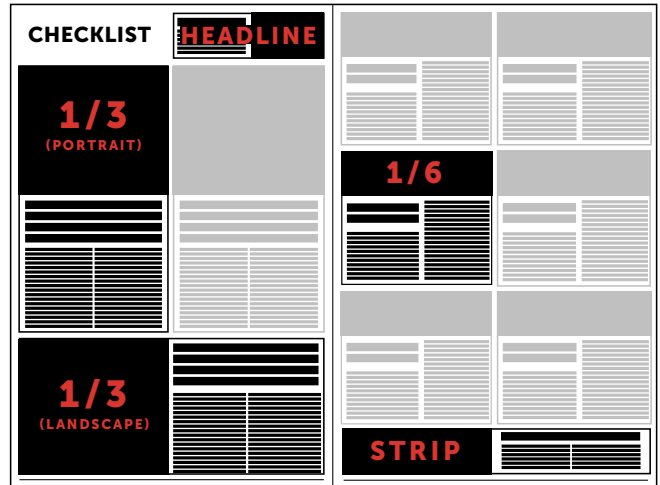 CHECKLIST
HEADLINE
1/3
(PORTRAIT)
1/3
(LANDSCAPE)
1/6
STRIP